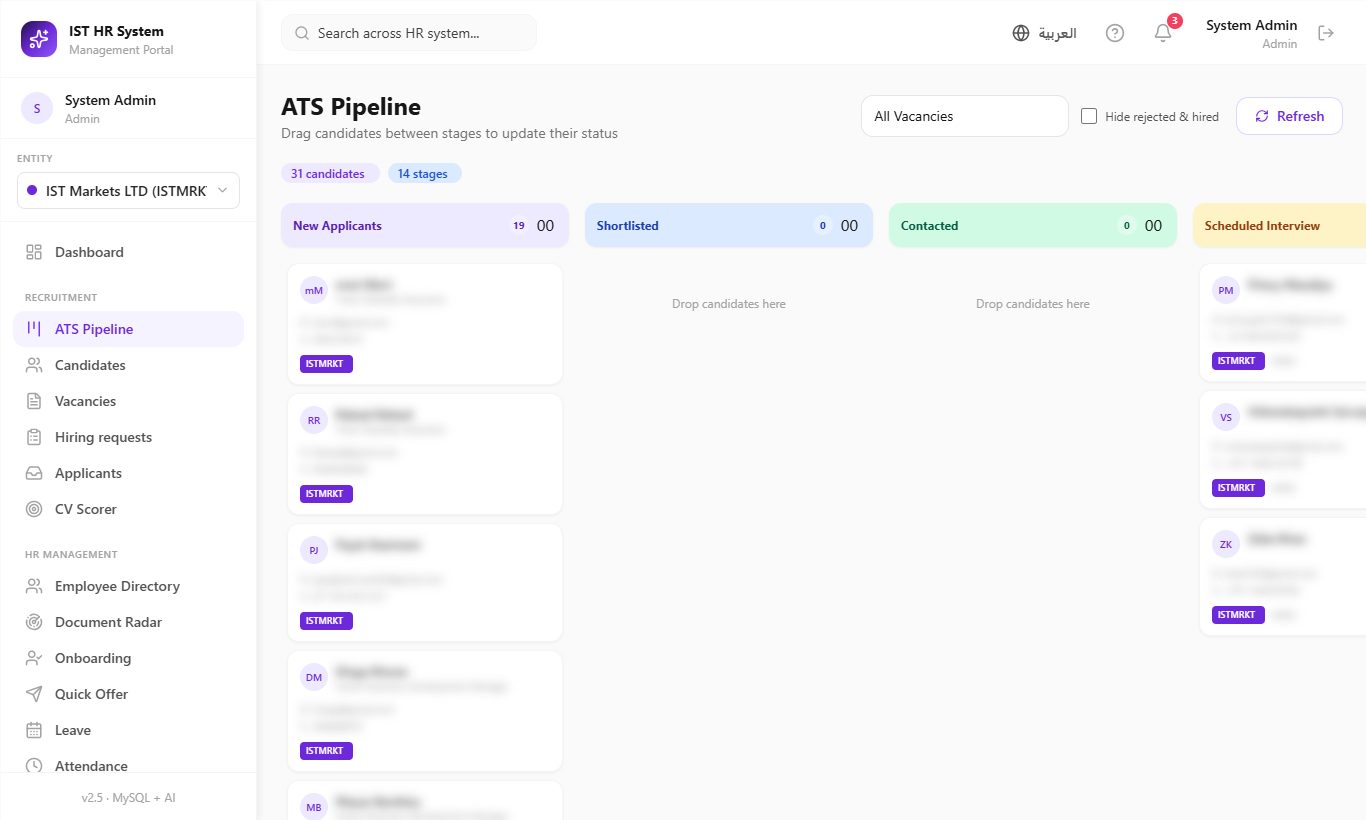 IST HR System
Management Portal
S
System Admin
Admin
ENTITY
IST Markets LTD (ISTMRK
Dashboard
RECRUITMENT
ATS Pipeline
Candidates
Vacancies
Hiring requests
Applicants
CV Scorer
HR MANAGEMENT
Employee Directory
Document Radar
Onboarding
Quick Offer
Leave
Attendance
v2.5 · MySQL + AI
Search across HR system...
العربية
3
System Admin
Admin
ATS Pipeline
Drag candidates between stages to update their status
All Vacancies
Hide rejected & hired
Refresh
31 candidates
14 stages
New Applicants 19 00
Shortlisted 0 00
Contacted 0 00
Scheduled Interview
mM
ISTMRKT
RR
ISTMRKT
PJ
ISTMRKT
DM
ISTMRKT
MB
Drop candidates here
Drop candidates here
PM
ISTMRKT
VS
ISTMRKT
ZK
ISTMRKT